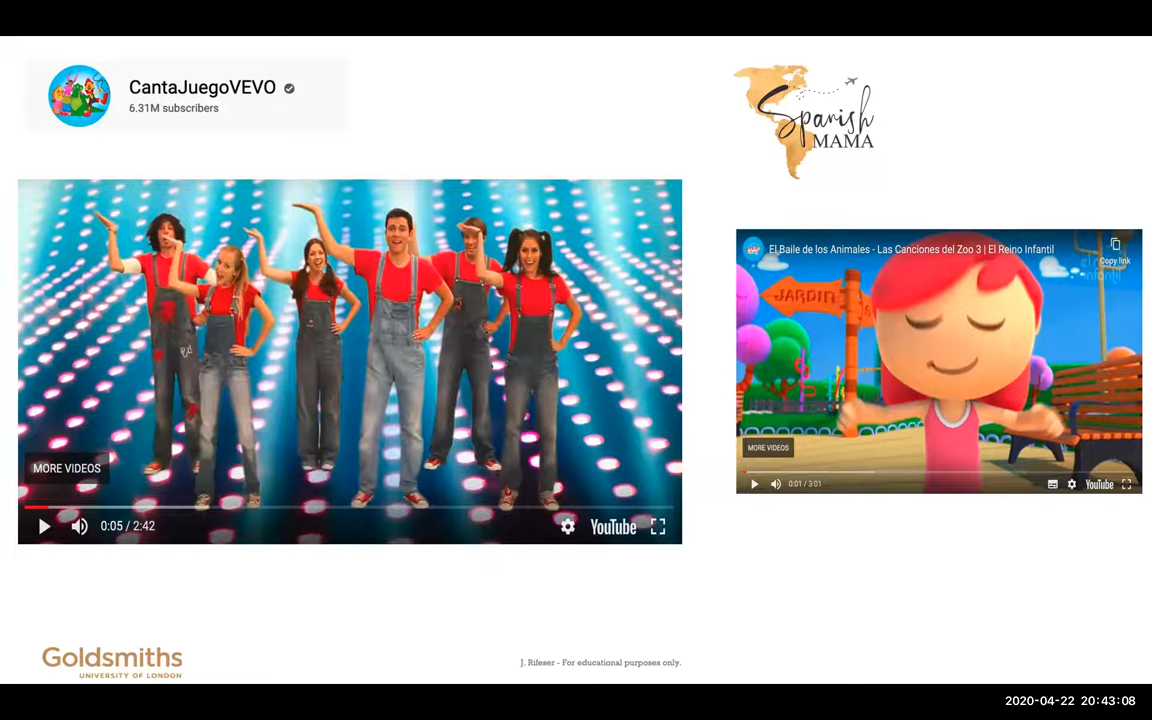 CantaJuegoVEVO
6.31M subscribers
Spanish
MAMA
MORE VIDEOS
0:05 / 2:42
YouTube
El Baile de los Animales - Las Canciones del Zoo 3 | El Reino Infantil
Copy link
JARDIN
MORE VIDEOS
0:01 / 3:01
YouTube
Goldsmiths
UNIVERSITY OF LONDON
J. Rifeser - For educational purposes only.
2020-04-22 20:43:08